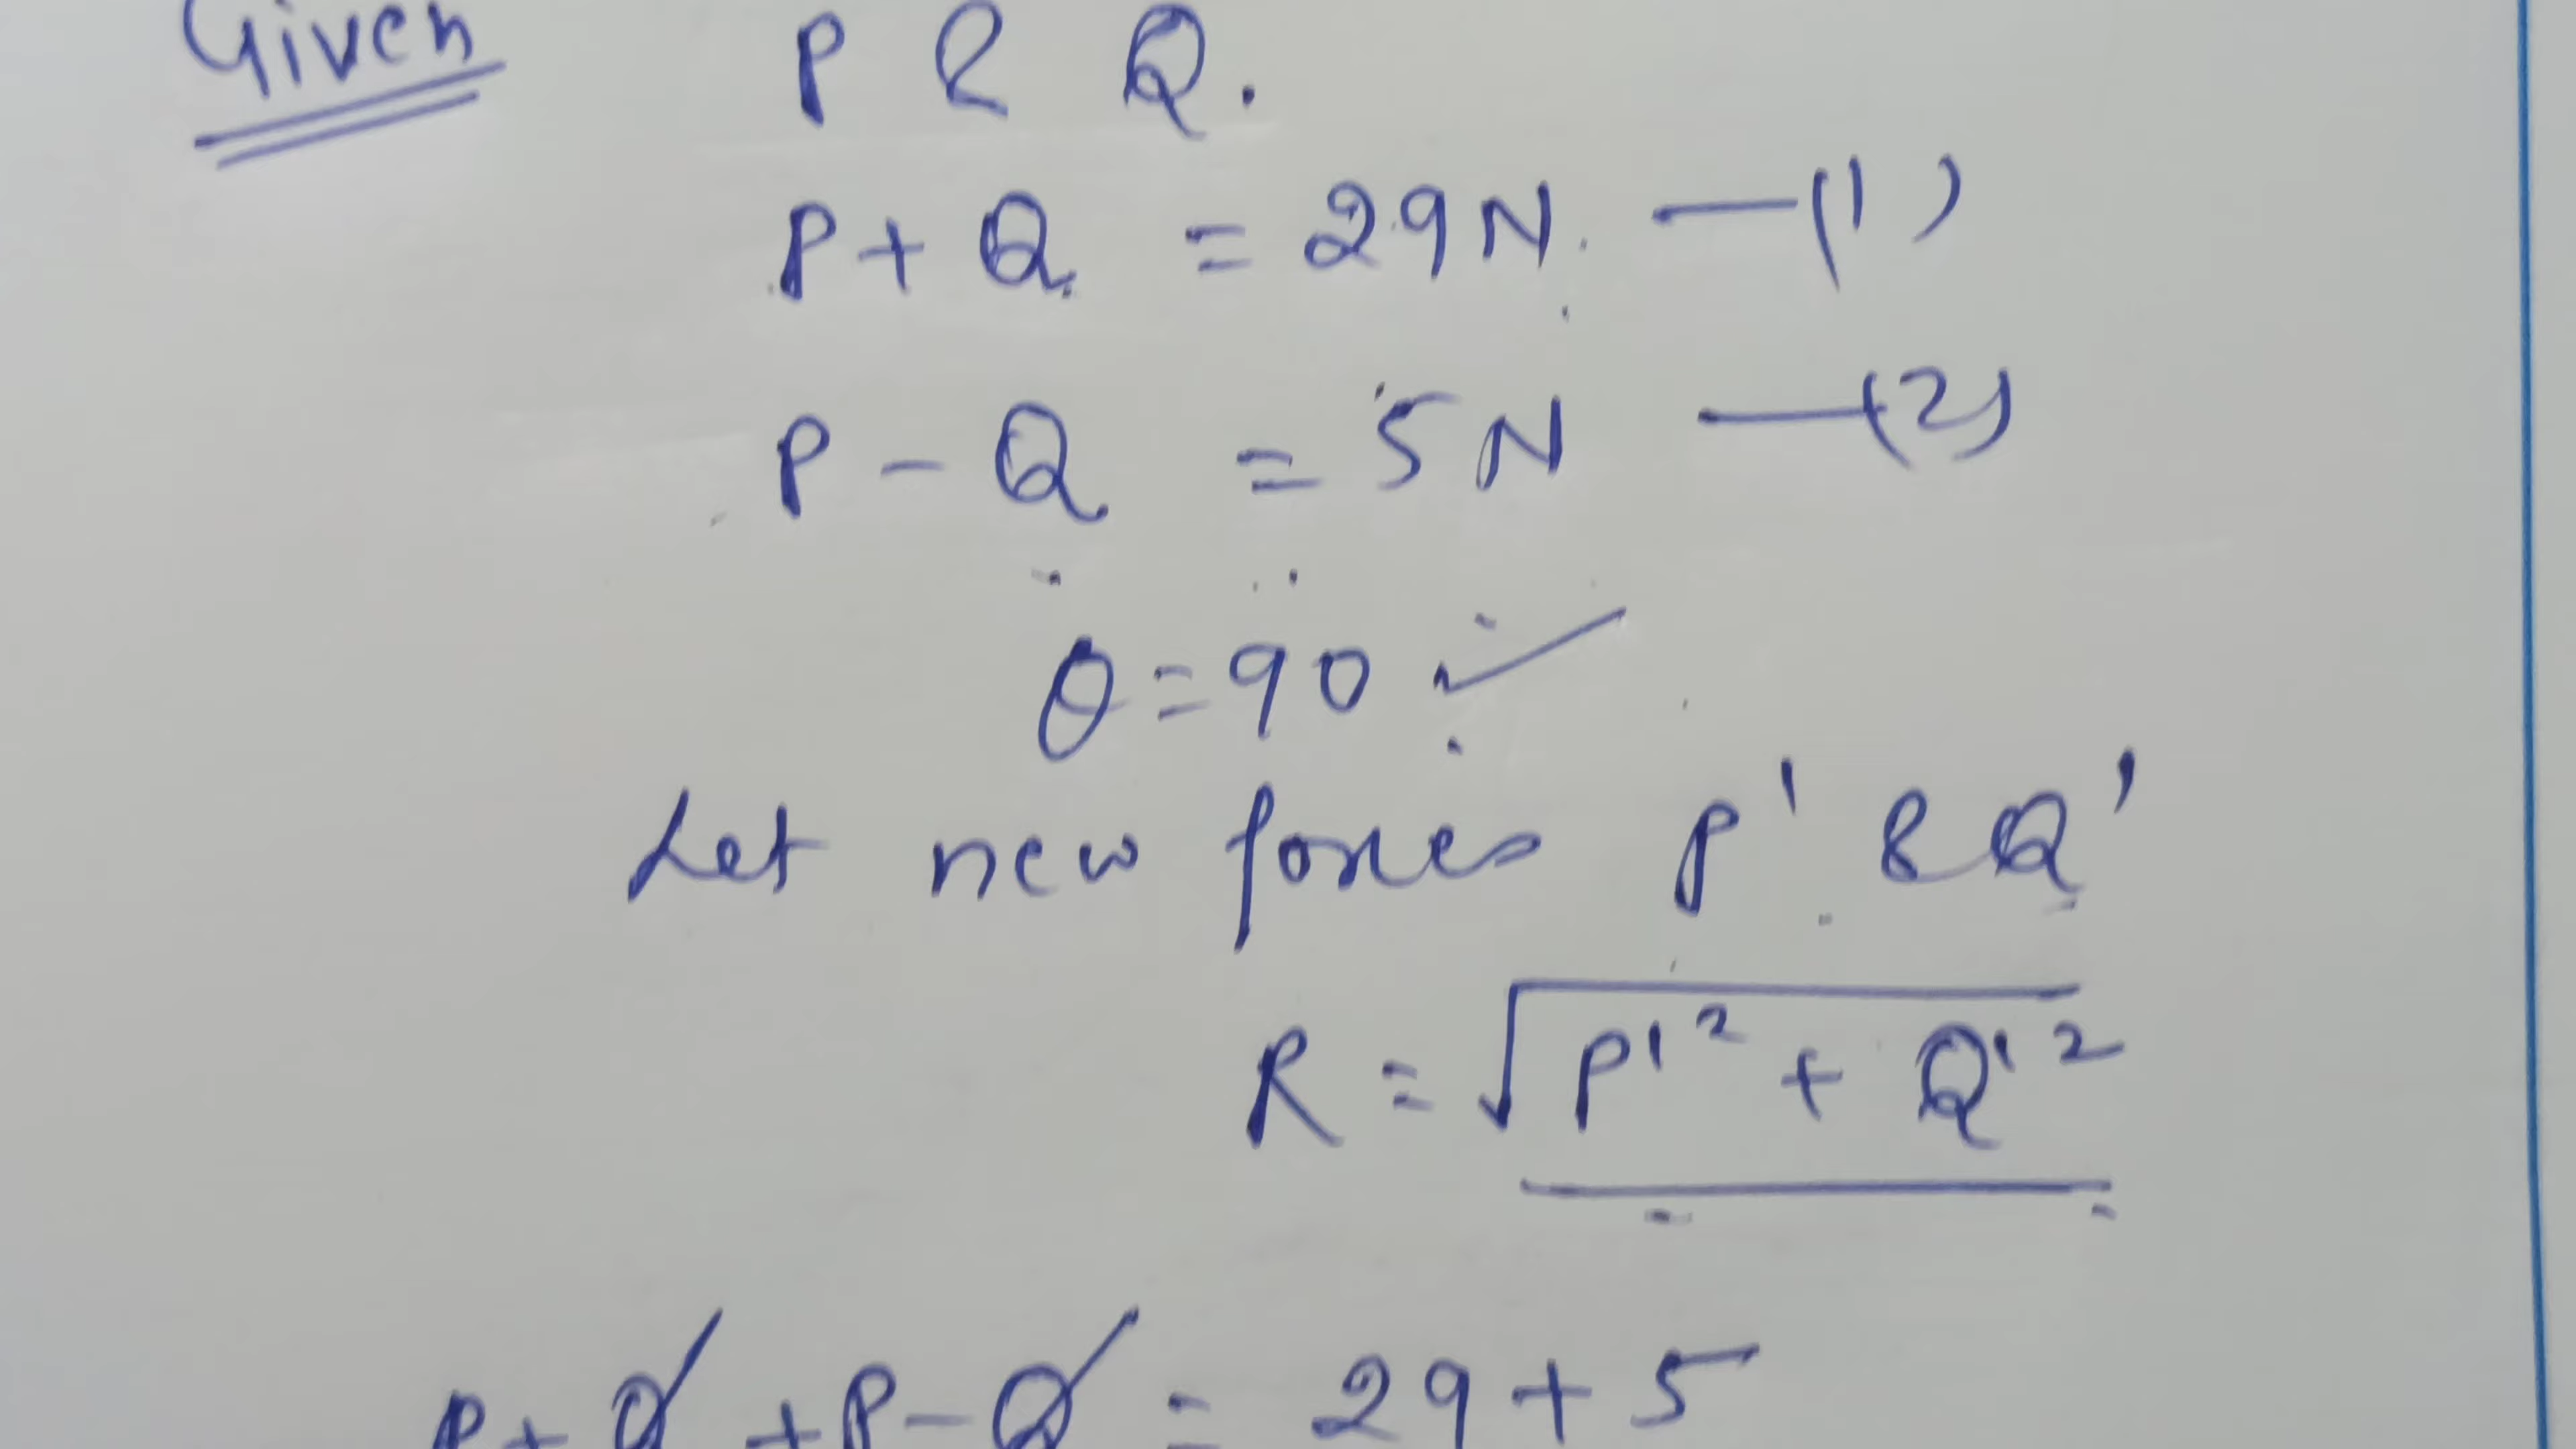 Given P & Q.
P + Q = 29N. —(1)
P - Q = 5N —(2)
θ = 90 ✓
Let new forces P' & Q'
R = √P'² + Q'²
P + Q + P - Q = 29 + 5